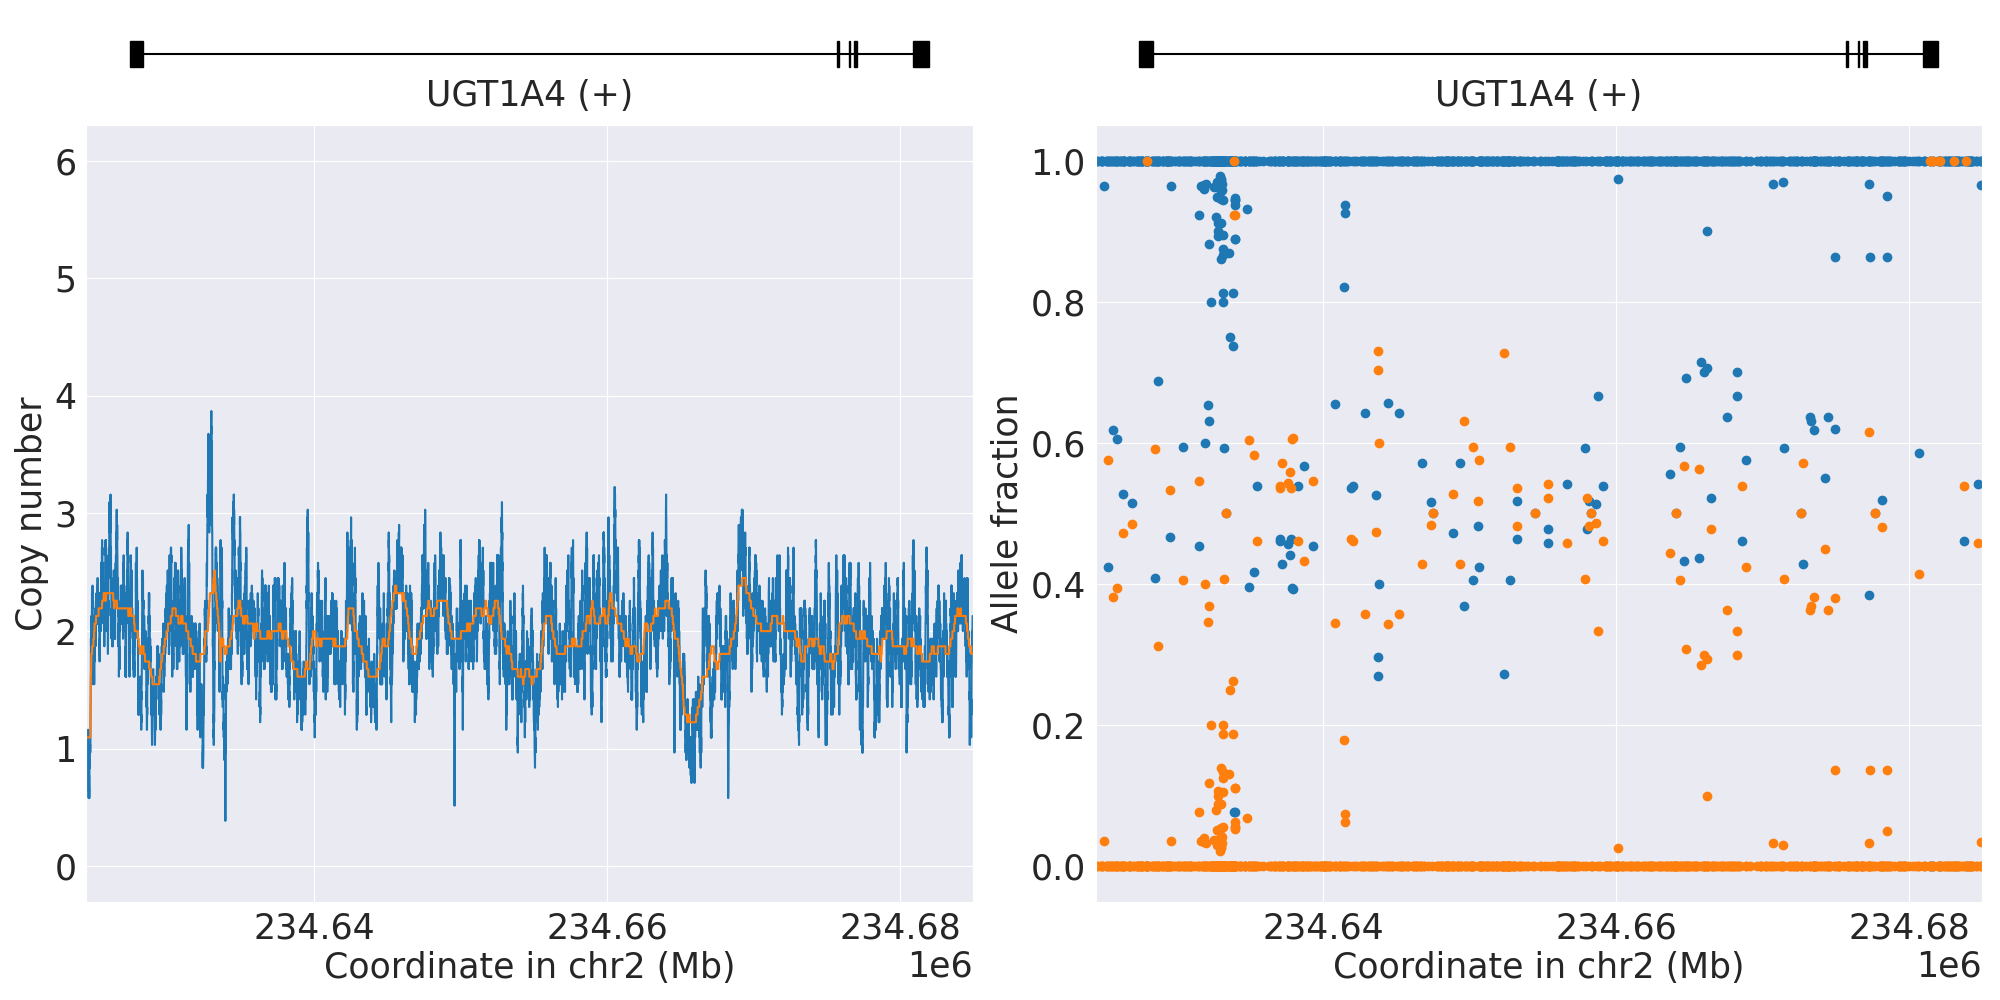 UGT1A4 (+)
6
5
4
3
2
1
0
Copy number
234.64 234.66 234.68
1e6
Coordinate in chr2 (Mb)
UGT1A4 (+)
1.0
0.8
0.6
0.4
0.2
0.0
Allele fraction
234.64 234.66 234.68
1e6
Coordinate in chr2 (Mb)